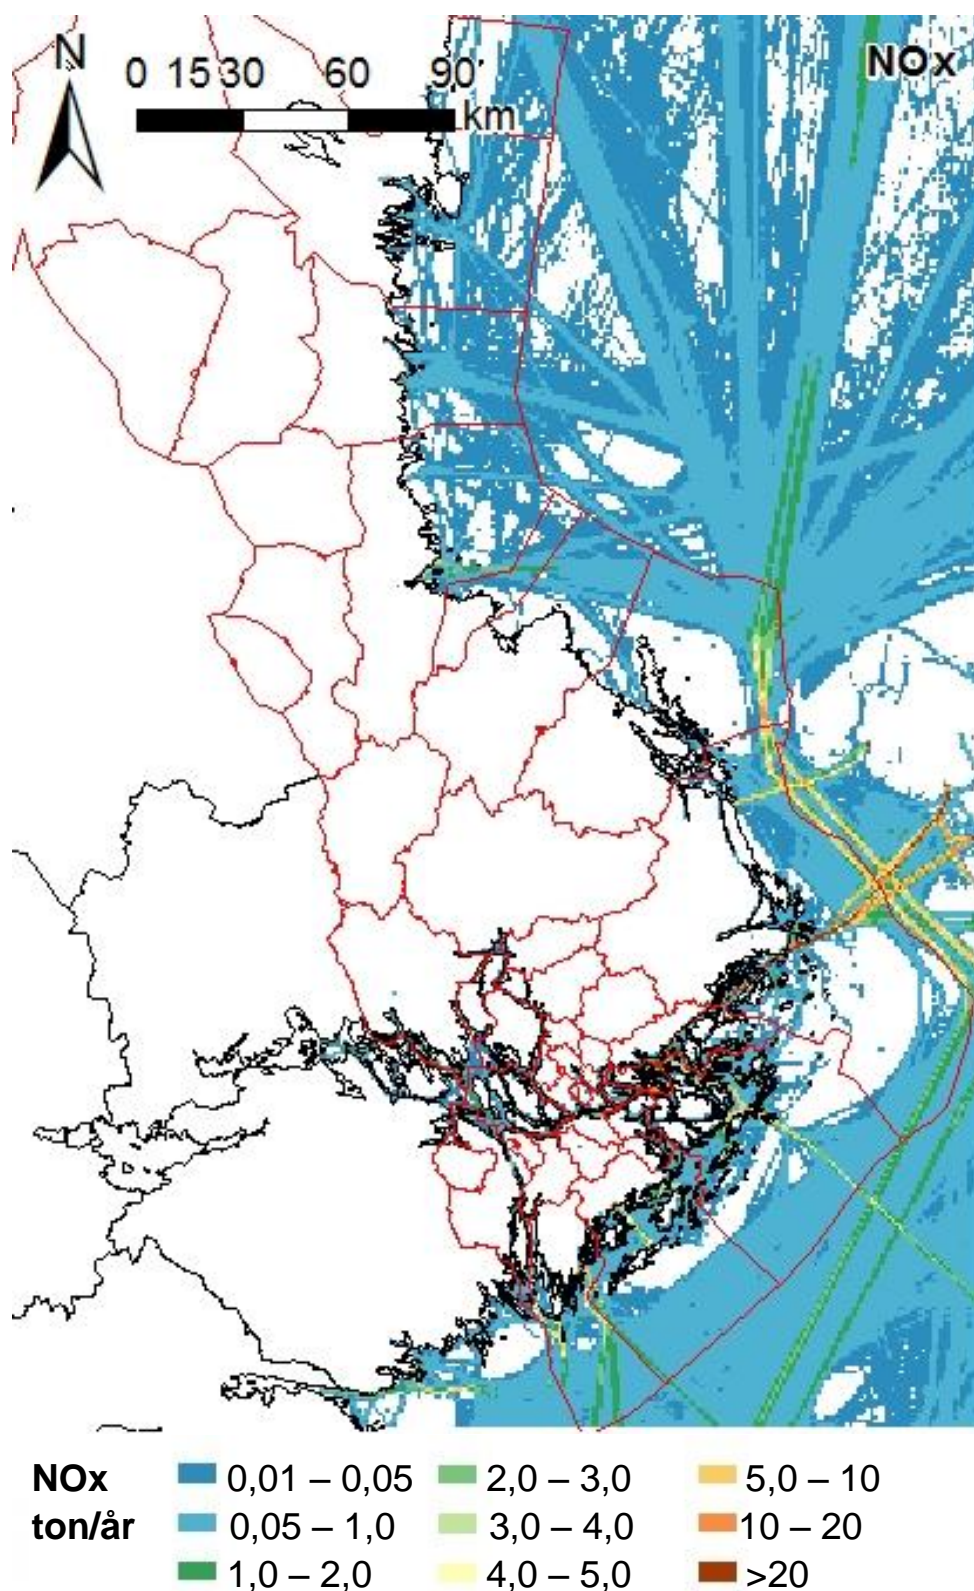 N
0 15 30 60 90
km
NOx
NOx
ton/år
0,01 – 0,05
0,05 – 1,0
1,0 – 2,0
2,0 – 3,0
3,0 – 4,0
4,0 – 5,0
5,0 – 10
10 – 20
>20